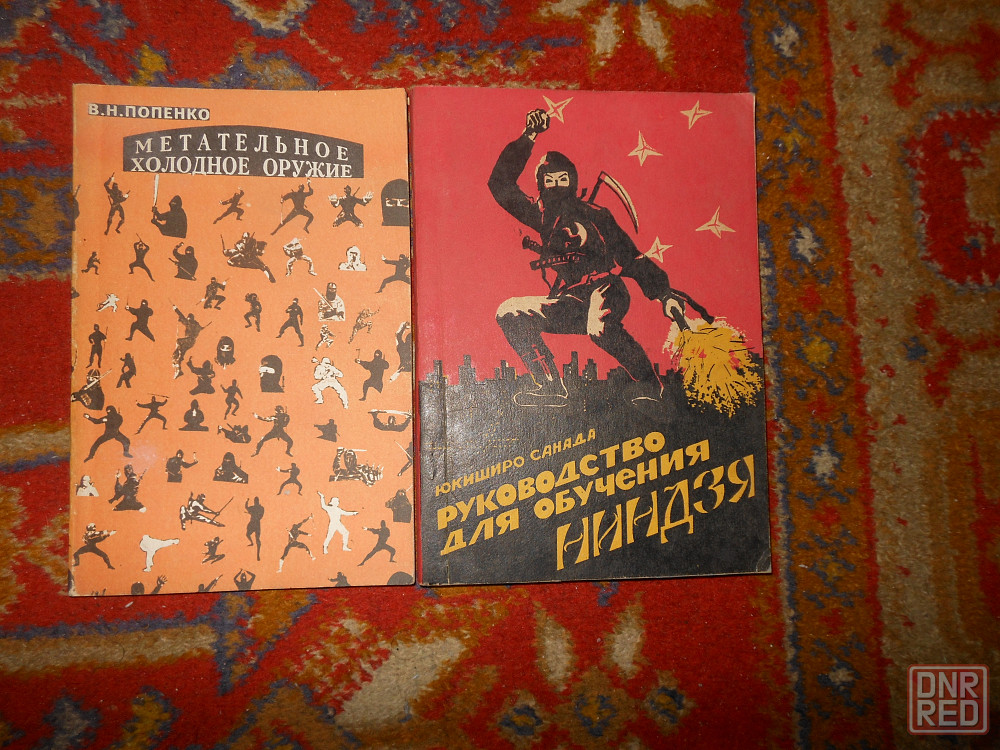 В.Н.ПОПЕНКО
МЕТАТЕЛЬНОЕ
ХОЛОДНОЕ ОРУЖИЕ
ЮКИШИРО САНАДА
РУКОВОДСТВО
ДЛЯ ОБУЧЕНИЯ
НИНДЗЯ
DNR
RED